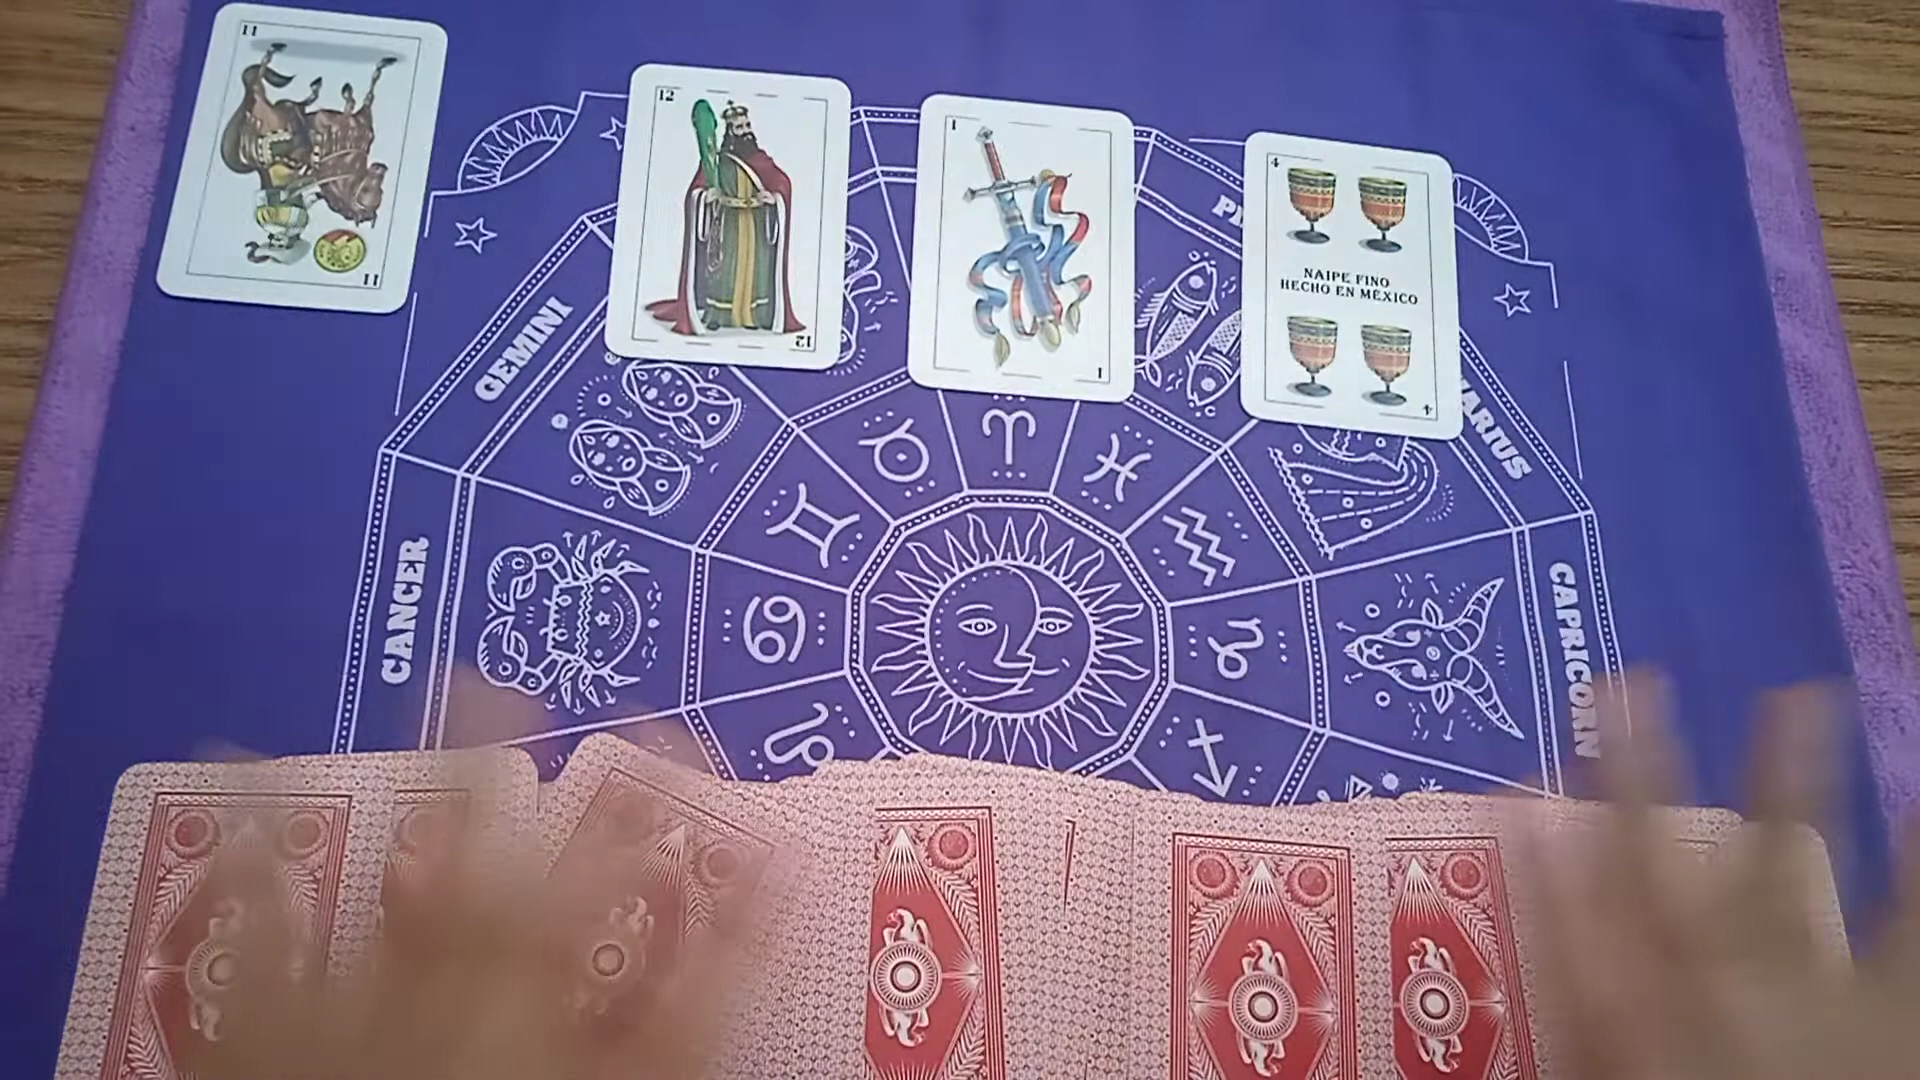 11
11
12
12
1
1
4
NAIPE FINO
HECHO EN MÉXICO
4
GEMINI
CANCER
CAPRICORN